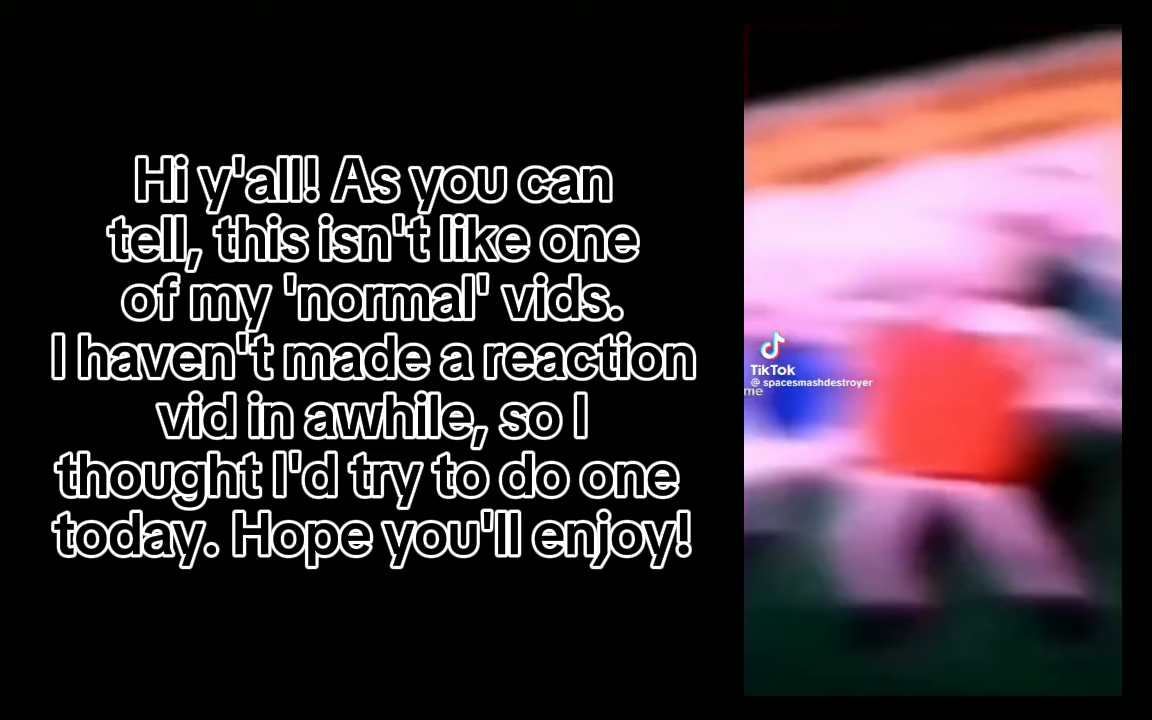 Hi y'all! As you can
tell, this isn't like one
of my 'normal' vids.
I haven't made a reaction
vid in awhile, so I
thought I'd try to do one
today. Hope you'll enjoy!
TikTok
@ spacesmashdestroyer
me